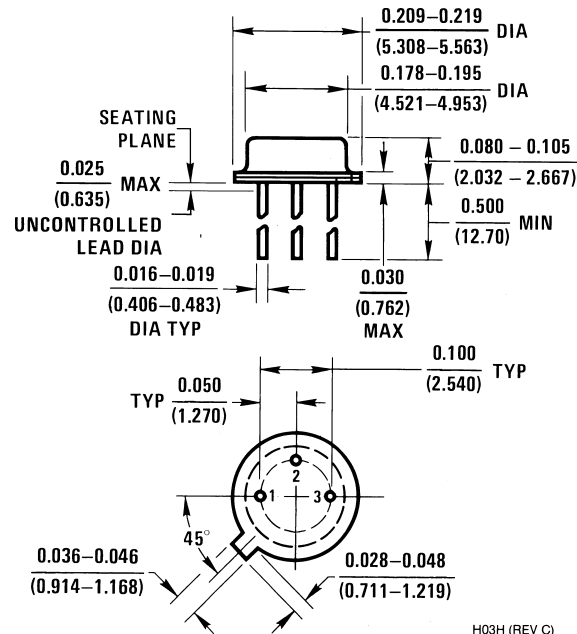 0.209–0.219 DIA
(5.308–5.563)
0.178–0.195 DIA
(4.521–4.953)
SEATING
PLANE
0.080 – 0.105
(2.032 – 2.667)
0.025 MAX
(0.635)
0.500 MIN
(12.70)
UNCONTROLLED
LEAD DIA
0.016–0.019
(0.406–0.483)
DIA TYP
0.030
(0.762)
MAX
0.100 TYP
(2.540)
TYP 0.050
(1.270)
2
1
3
45°
0.036–0.046
(0.914–1.168)
0.028–0.048
(0.711–1.219)
H03H (REV C)